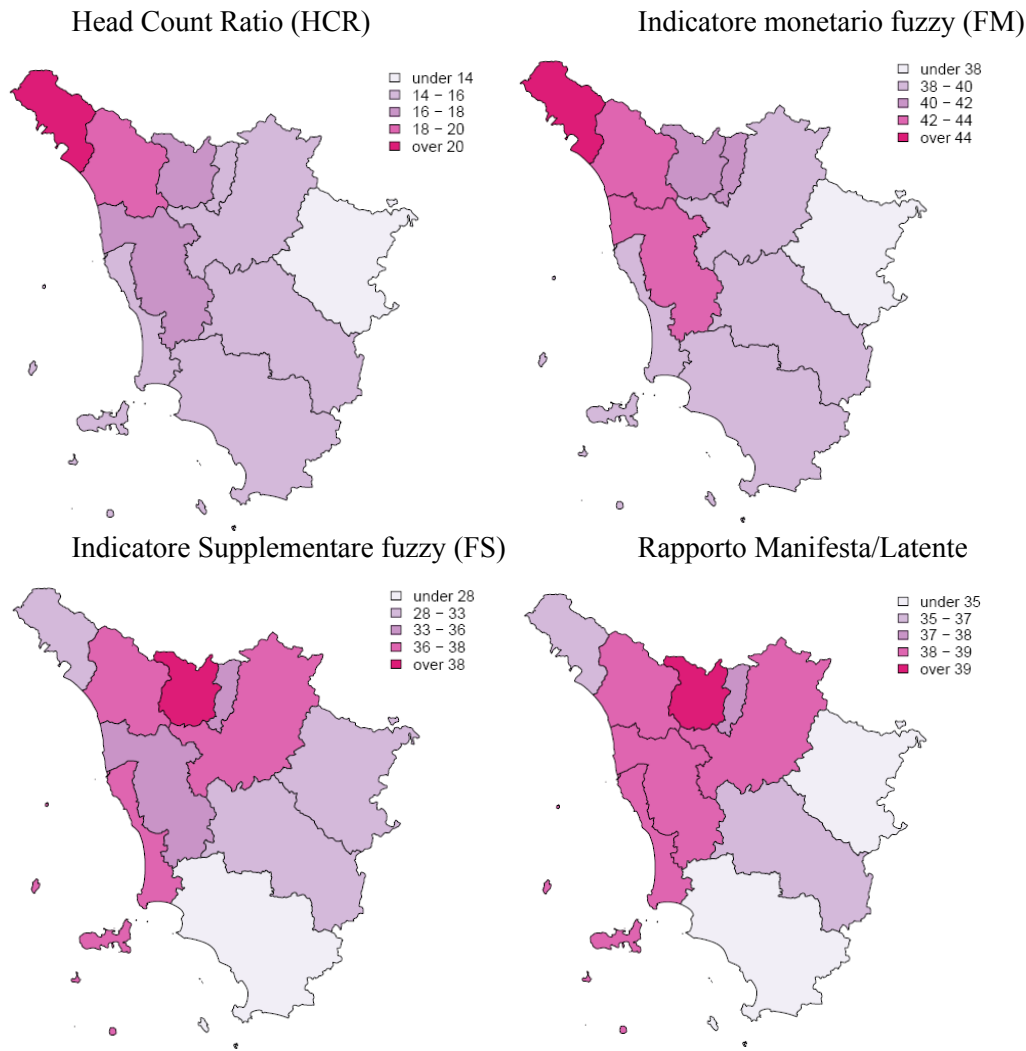 Head Count Ratio (HCR)
Indicatore monetario fuzzy (FM)
under 14
14 – 16
16 – 18
18 – 20
over 20
under 38
38 – 40
40 – 42
42 – 44
over 44
Indicatore Supplementare fuzzy (FS)
Rapporto Manifesta/Latente
under 28
28 – 33
33 – 36
36 – 38
over 38
under 35
35 – 37
37 – 38
38 – 39
over 39